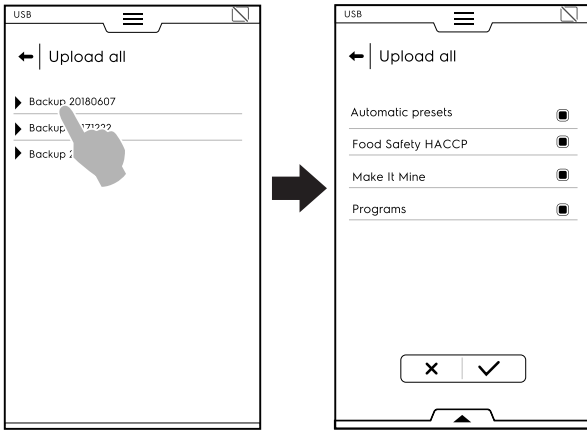 USB
Upload all
Backup 20180607
Backup
Backup
USB
Upload all
Automatic presets
Food Safety HACCP
Make It Mine
Programs